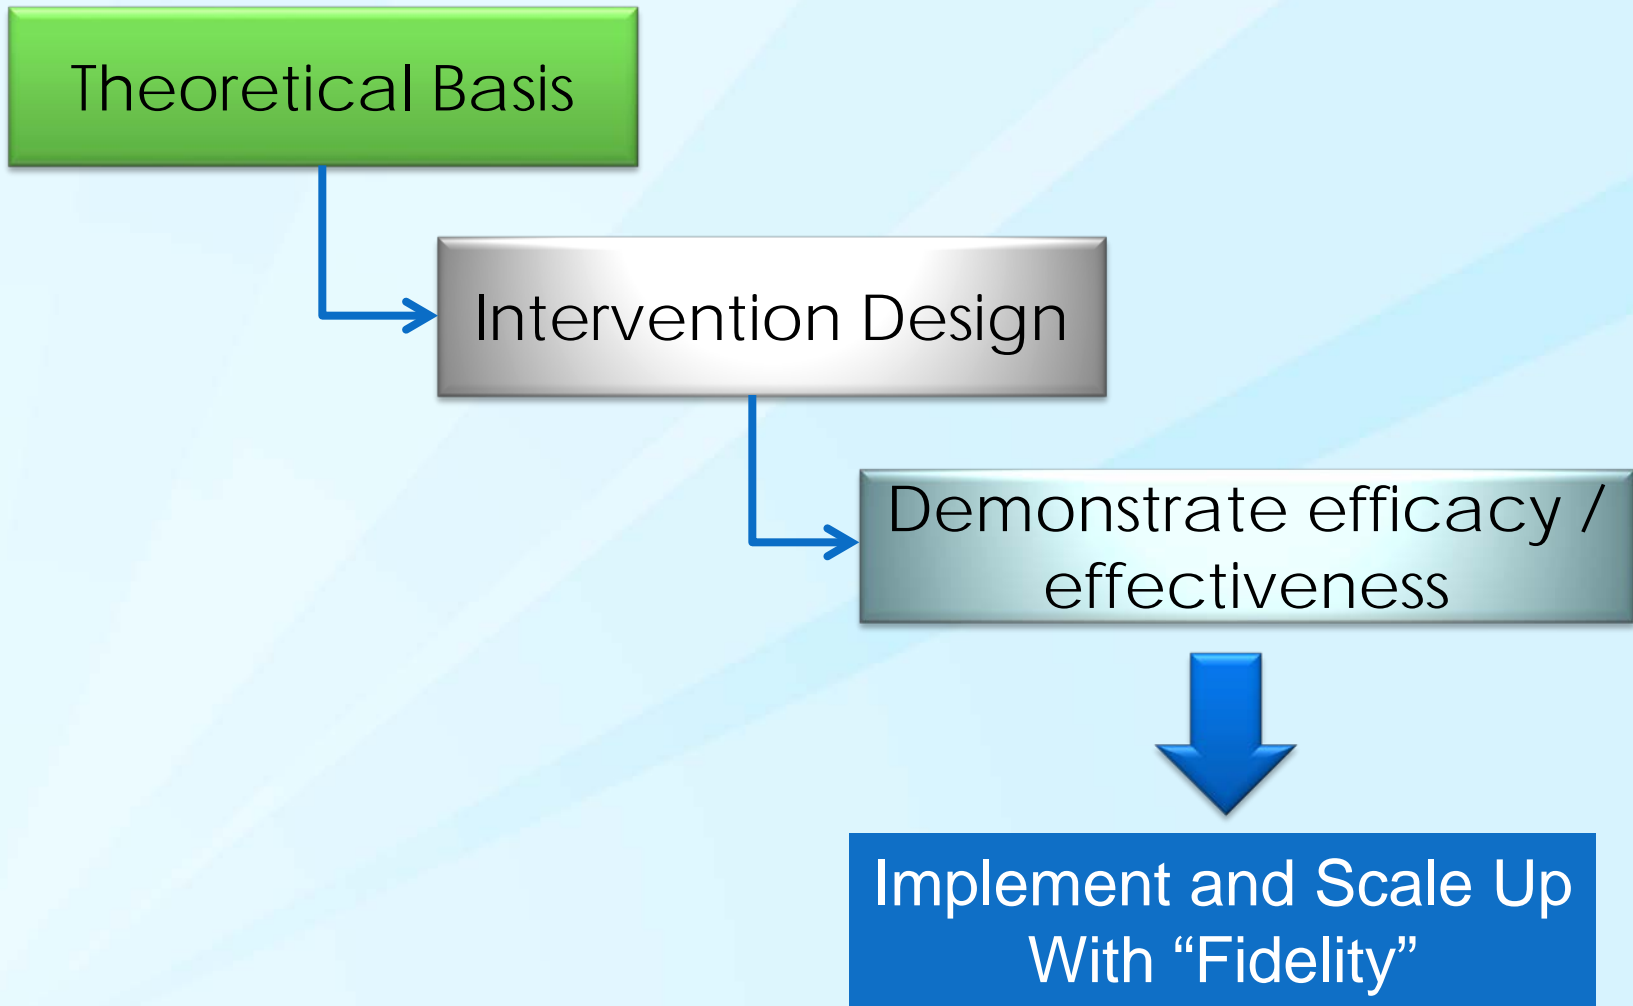 Theoretical Basis
Intervention Design
Demonstrate efficacy /
effectiveness
Implement and Scale Up
With “Fidelity”